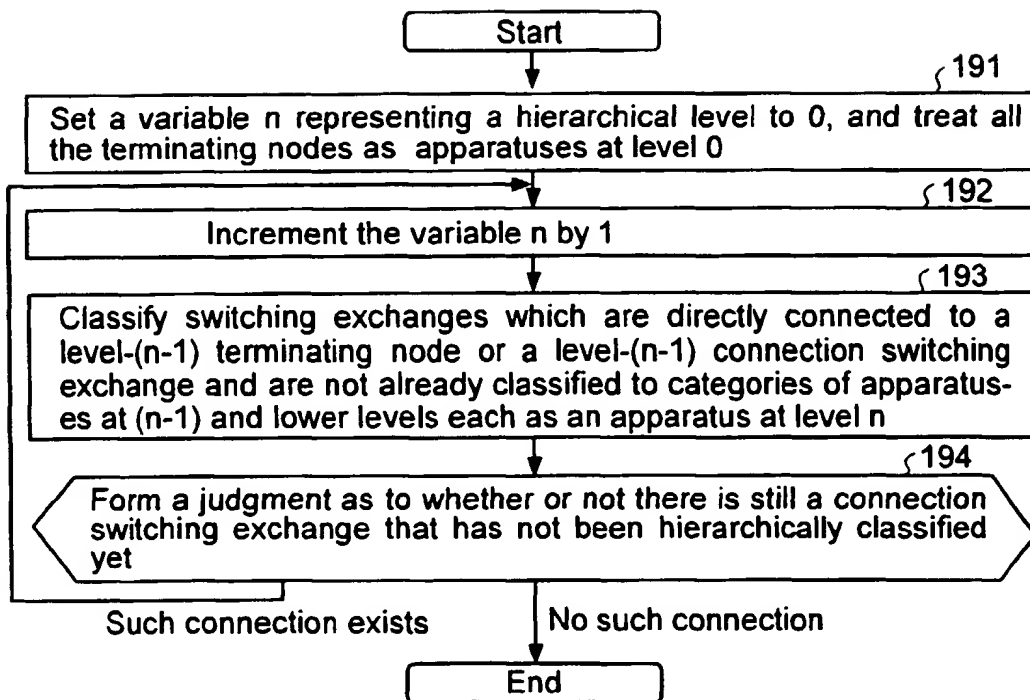 Start
191
Set a variable n representing a hierarchical level to 0, and treat all
the terminating nodes as apparatuses at level 0
192
Increment the variable n by 1
193
Classify switching exchanges which are directly connected to a
level-(n-1) terminating node or a level-(n-1) connection switching
exchange and are not already classified to categories of apparatus-
es at (n-1) and lower levels each as an apparatus at level n
194
Form a judgment as to whether or not there is still a connection
switching exchange that has not been hierarchically classified
yet
Such connection exists
No such connection
End